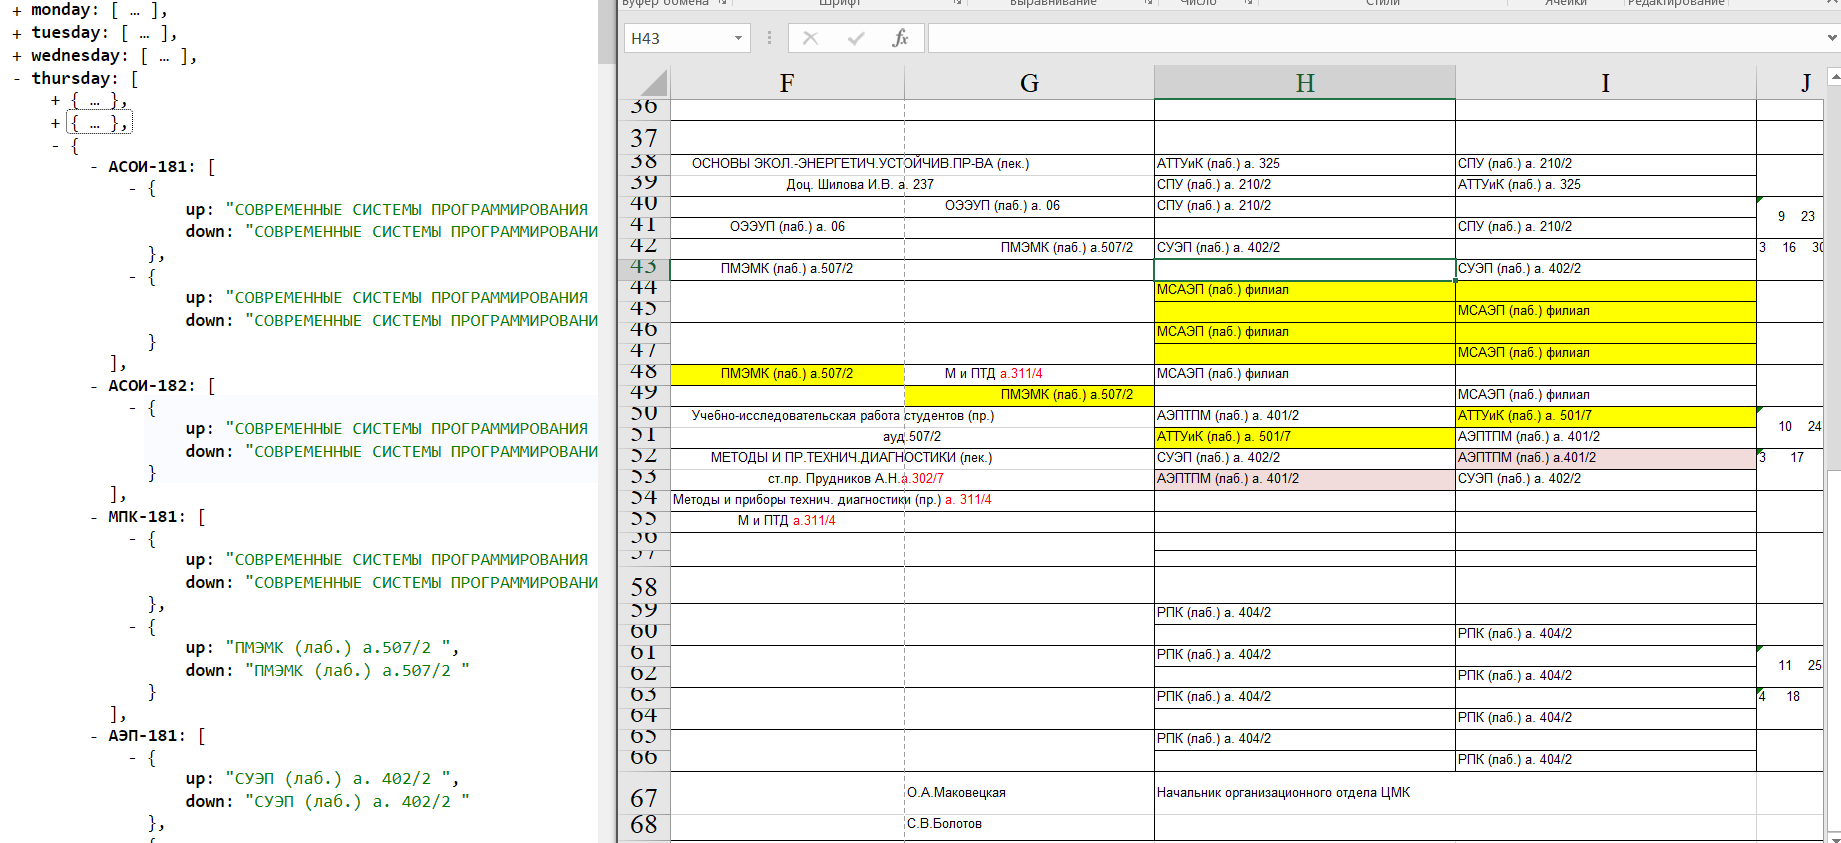 + monday: [ … ],
+ tuesday: [ … ],
+ wednesday: [ … ],
- thursday: [
+ { … },
+ { … },
- {
- АСОИ-181: [
- {
up: "СОВРЕМЕННЫЕ СИСТЕМЫ ПРОГРАММИРОВАНИЯ
down: "СОВРЕМЕННЫЕ СИСТЕМЫ ПРОГРАММИРОВАНИ
},
- {
up: "СОВРЕМЕННЫЕ СИСТЕМЫ ПРОГРАММИРОВАНИЯ
down: "СОВРЕМЕННЫЕ СИСТЕМЫ ПРОГРАММИРОВАНИ
}
],
- АСОИ-182: [
- {
up: "СОВРЕМЕННЫЕ СИСТЕМЫ ПРОГРАММИРОВАНИЯ
down: "СОВРЕМЕННЫЕ СИСТЕМЫ ПРОГРАММИРОВАНИ
}
],
- МПК-181: [
- {
up: "СОВРЕМЕННЫЕ СИСТЕМЫ ПРОГРАММИРОВАНИЯ
down: "СОВРЕМЕННЫЕ СИСТЕМЫ ПРОГРАММИРОВАНИ
},
- {
up: "ПМЭМК (лаб.) а.507/2 ",
down: "ПМЭМК (лаб.) а.507/2 "
}
],
- АЭП-181: [
- {
up: "СУЭП (лаб.) а. 402/2 ",
down: "СУЭП (лаб.) а. 402/2 "
},
Буфер обмена Шрифт Выравнивание Число Стили Ячейки Редактирование
H43 fx
F G H I J
36
37
38 ОСНОВЫ ЭКОЛ.-ЭНЕРГЕТИЧ.УСТОЙЧИВ.ПР-ВА (лек.) АТТУиК (лаб.) а. 325 СПУ (лаб.) а. 210/2
39 Доц. Шилова И.В. а. 237 СПУ (лаб.) а. 210/2 АТТУиК (лаб.) а. 325
40 ОЭЭУП (лаб.) а. 06 СПУ (лаб.) а. 210/2 9 23
41 ОЭЭУП (лаб.) а. 06 СПУ (лаб.) а. 210/2
42 ПМЭМК (лаб.) а.507/2 СУЭП (лаб.) а. 402/2 3 16 30
43 ПМЭМК (лаб.) а.507/2 СУЭП (лаб.) а. 402/2
44 МСАЭП (лаб.) филиал
45 МСАЭП (лаб.) филиал
46 МСАЭП (лаб.) филиал
47 МСАЭП (лаб.) филиал
48 ПМЭМК (лаб.) а.507/2 М и ПТД а.311/4 МСАЭП (лаб.) филиал
49 ПМЭМК (лаб.) а.507/2 МСАЭП (лаб.) филиал
50 Учебно-исследовательская работа студентов (пр.) АЭПТПМ (лаб.) а. 401/2 АТТУиК (лаб.) а. 501/7 10 24
51 ауд.507/2 АТТУиК (лаб.) а. 501/7 АЭПТПМ (лаб.) а. 401/2
52 МЕТОДЫ И ПР.ТЕХНИЧ.ДИАГНОСТИКИ (лек.) СУЭП (лаб.) а. 402/2 АЭПТПМ (лаб.) а.401/2 3 17
53 ст.пр. Прудников А.Н.а.302/7 АЭПТПМ (лаб.) а. 401/2 СУЭП (лаб.) а. 402/2
54 Методы и приборы технич. диагностики (пр.) а. 311/4
55 М и ПТД а.311/4
56
57
58
59 РПК (лаб.) а. 404/2
60 РПК (лаб.) а. 404/2
61 РПК (лаб.) а. 404/2 11 25
62 РПК (лаб.) а. 404/2
63 РПК (лаб.) а. 404/2 4 18
64 РПК (лаб.) а. 404/2
65 РПК (лаб.) а. 404/2
66 РПК (лаб.) а. 404/2
67 О.А.Маковецкая Начальник организационного отдела ЦМК
68 С.В.Болотов